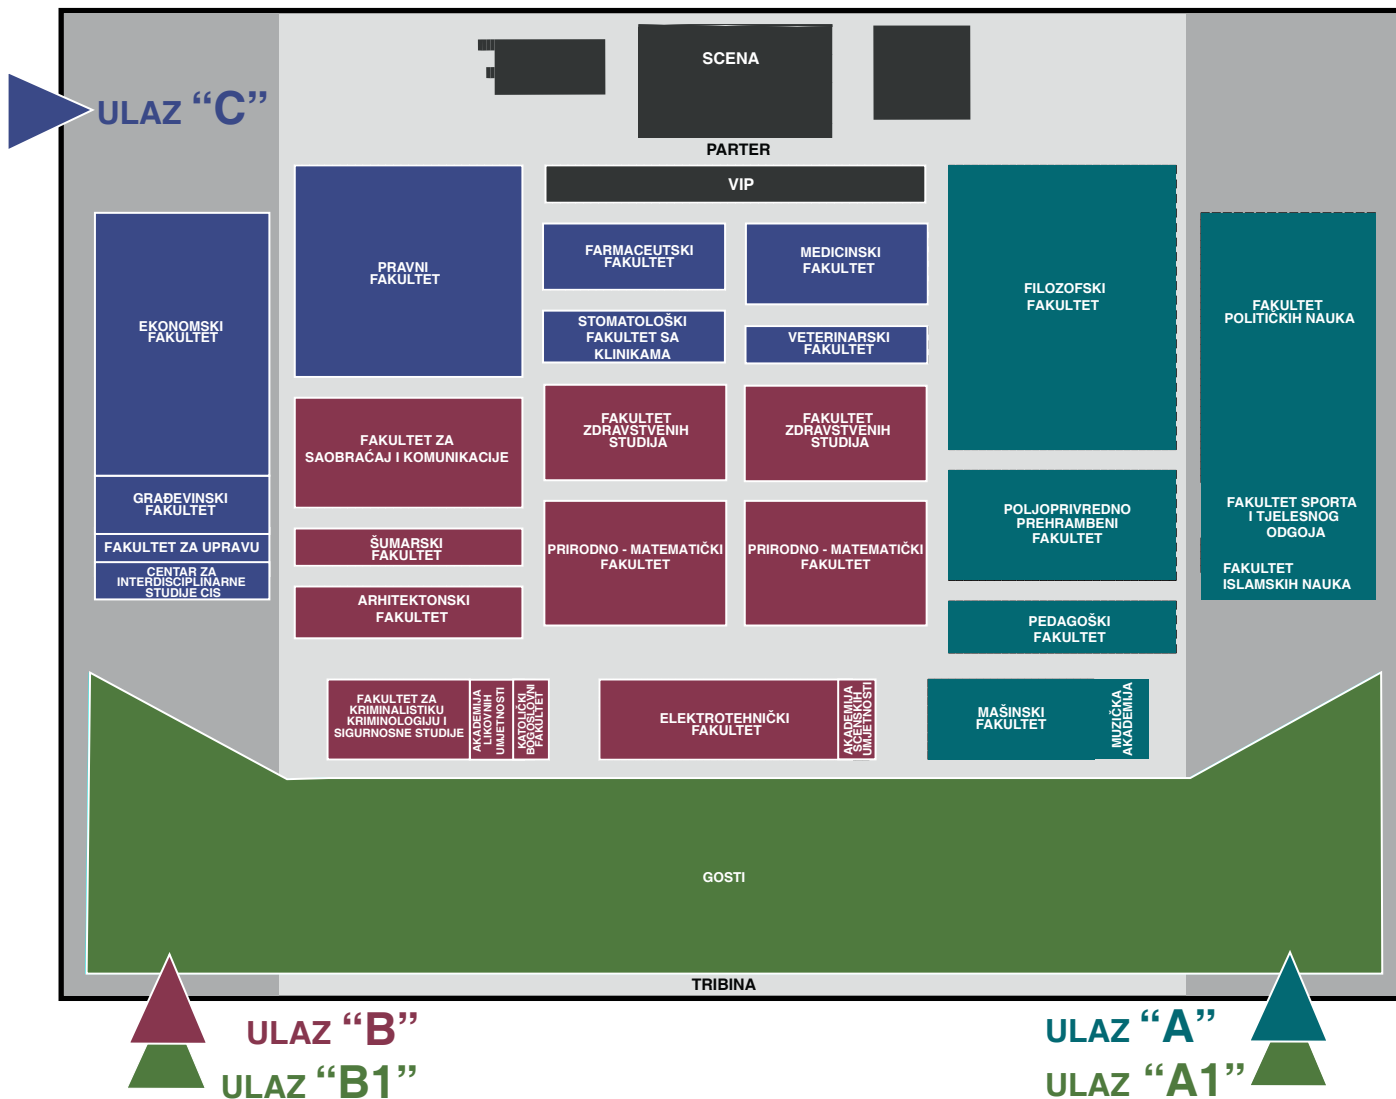 SCENA
ULAZ “C”
PARTER
VIP
PRAVNI
FAKULTET
FARMACEUTSKI
FAKULTET
MEDICINSKI
FAKULTET
FILOZOFSKI
FAKULTET
FAKULTET
POLITIČKIH NAUKA
EKONOMSKI
FAKULTET
STOMATOLOŠKI
FAKULTET SA
KLINIKAMA
VETERINARSKI
FAKULTET
FAKULTET ZA
SAOBRAĆAJ I KOMUNIKACIJE
FAKULTET
ZDRAVSTVENIH
STUDIJA
FAKULTET
ZDRAVSTVENIH
STUDIJA
GRAĐEVINSKI
FAKULTET
FAKULTET ZA UPRAVU
CENTAR ZA
INTERDISCIPLINARNE
STUDIJE CIS
ŠUMARSKI
FAKULTET
PRIRODNO - MATEMATIČKI
FAKULTET
PRIRODNO - MATEMATIČKI
FAKULTET
POLJOPRIVREDNO
PREHRAMBENI
FAKULTET
FAKULTET SPORTA
I TJELESNOG
ODGOJA
FAKULTET
ISLAMSKIH NAUKA
ARHITEKTONSKI
FAKULTET
PEDAGOŠKI
FAKULTET
FAKULTET ZA
KRIMINALISTIKU
KRIMINOLOGIJU I
SIGURNOSNE STUDIJE
AKADEMIJA
LIKOVNIH
UMJETNOSTI
KATOLIČKI
BOGOSLOVNI
FAKULTET
ELEKTROTEHNIČKI
FAKULTET
AKADEMIJA
SCENSKIH
UMJETNOSTI
MAŠINSKI
FAKULTET
MUZIČKA
AKADEMIJA
GOSTI
TRIBINA
ULAZ “B”
ULAZ “B1”
ULAZ “A”
ULAZ “A1”